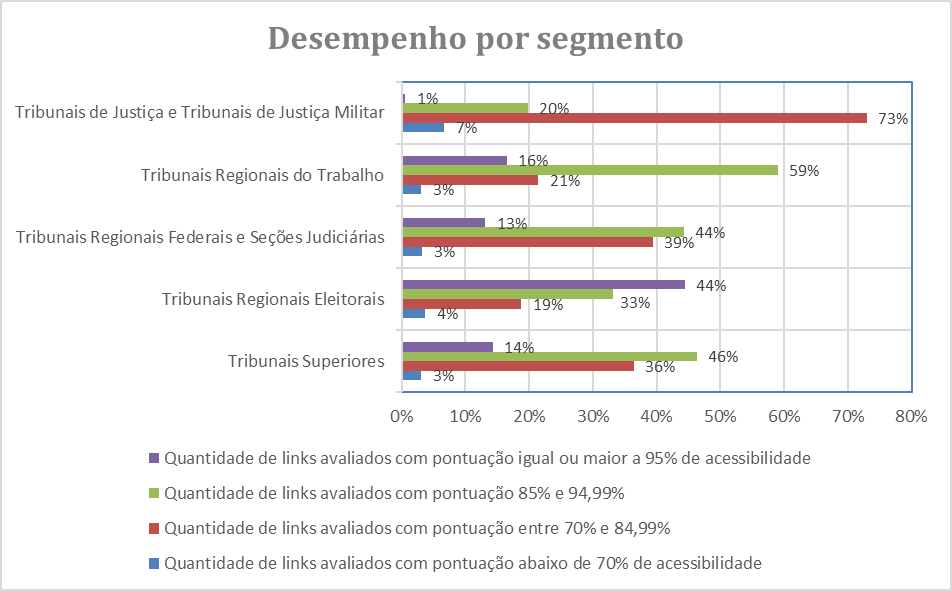 Desempenho por segmento
Tribunais de Justiça e Tribunais de Justiça Militar
1%
20%
73%
7%
Tribunais Regionais do Trabalho
16%
59%
21%
3%
Tribunais Regionais Federais e Seções Judiciárias
13%
44%
39%
3%
Tribunais Regionais Eleitorais
44%
33%
19%
4%
Tribunais Superiores
14%
46%
36%
3%
0% 10% 20% 30% 40% 50% 60% 70% 80%
Quantidade de links avaliados com pontuação igual ou maior a 95% de acessibilidade
Quantidade de links avaliados com pontuação 85% e 94,99%
Quantidade de links avaliados com pontuação entre 70% e 84,99%
Quantidade de links avaliados com pontuação abaixo de 70% de acessibilidade